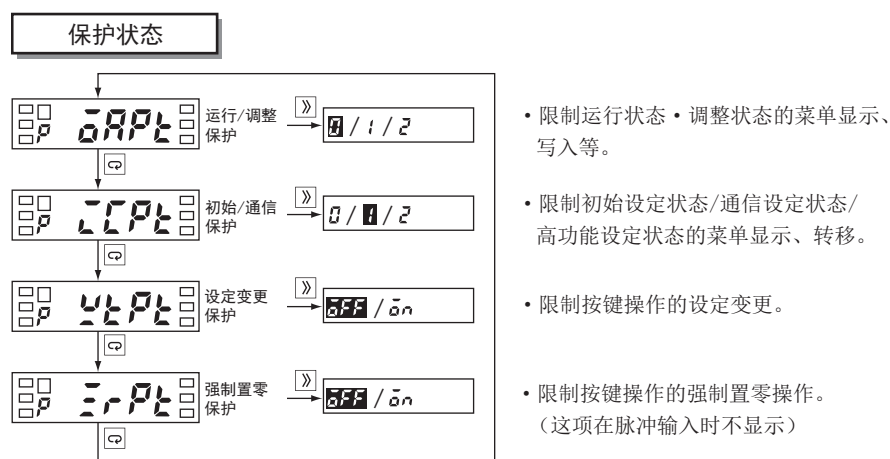 保护状态
P oAPt
运行/调整
保护
》
0/1/2
·限制运行状态·调整状态的菜单显示、
写入等。
P iCPt
初始/通信
保护
》
0/1/2
·限制初始设定状态/通信设定状态/
高功能设定状态的菜单显示、转移。
P WtPt
设定变更
保护
》
oFF/on
·限制按键操作的设定变更。
P ZrPt
强制置零
保护
》
oFF/on
·限制按键操作的强制置零操作。
（这项在脉冲输入时不显示）